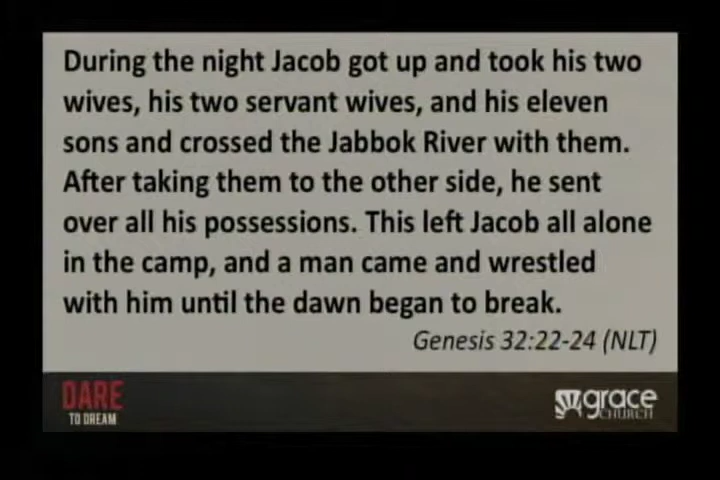 During the night Jacob got up and took his two
wives, his two servant wives, and his eleven
sons and crossed the Jabbok River with them.
After taking them to the other side, he sent
over all his possessions. This left Jacob all alone
in the camp, and a man came and wrestled
with him until the dawn began to break.
Genesis 32:22-24 (NLT)
DARE
TO DREAM
grace
CHURCH